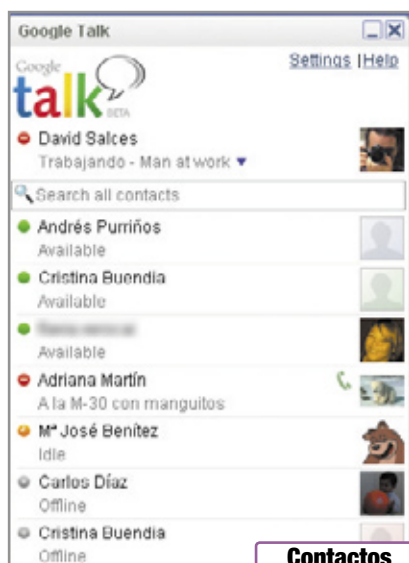 Google Talk
Settings | Help
Google
talk
BETA
David Salces
Trabajando - Man at work
Search all contacts
Andrés Purriños
Available
Cristina Buendia
Available
Available
Adriana Martín
A la M-30 con manguitos
Mª José Benítez
Idle
Carlos Díaz
Offline
Cristina Buendia
Offline
Contactos